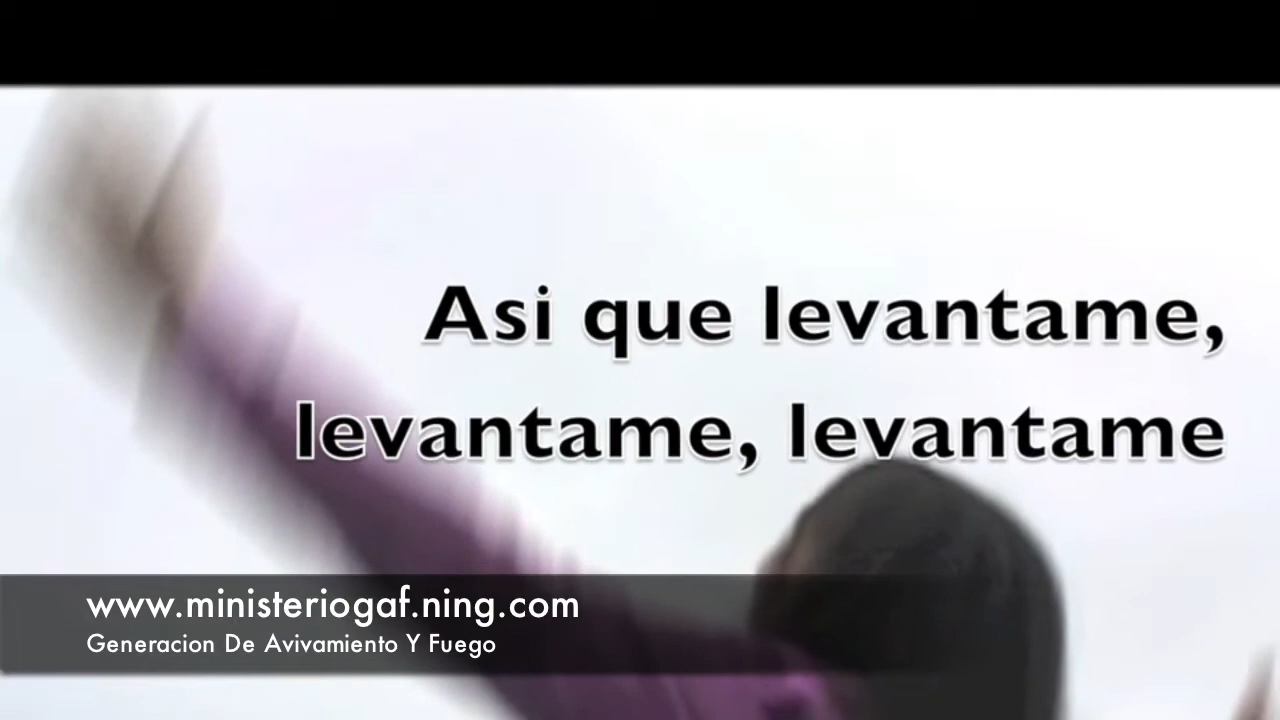 Asi que levantame,
levantame, levantame
www.ministeriogaf.ning.com
Generacion De Avivamiento Y Fuego